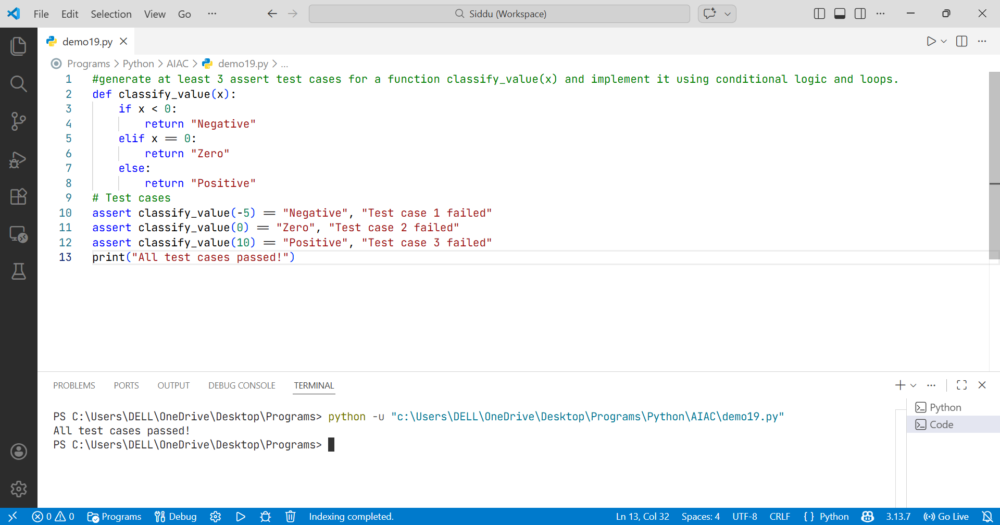 File Edit Selection View Go ··· Siddu (Workspace)
demo19.py
Programs > Python > AIAC > demo19.py > ...
1 #generate at least 3 assert test cases for a function classify_value(x) and implement it using conditional logic and loops.
2 def classify_value(x):
3 if x < 0:
4 return "Negative"
5 elif x == 0:
6 return "Zero"
7 else:
8 return "Positive"
9 # Test cases
10 assert classify_value(-5) == "Negative", "Test case 1 failed"
11 assert classify_value(0) == "Zero", "Test case 2 failed"
12 assert classify_value(10) == "Positive", "Test case 3 failed"
13 print("All test cases passed!")
PROBLEMS PORTS OUTPUT DEBUG CONSOLE TERMINAL
PS C:\Users\DELL\OneDrive\Desktop\Programs> python -u "c:\Users\DELL\OneDrive\Desktop\Programs\Python\AIAC\demo19.py"
All test cases passed!
PS C:\Users\DELL\OneDrive\Desktop\Programs>
Python
Code
0 0 Programs Debug Indexing completed. Ln 13, Col 32 Spaces: 4 UTF-8 CRLF { } Python 3.13.7 Go Live